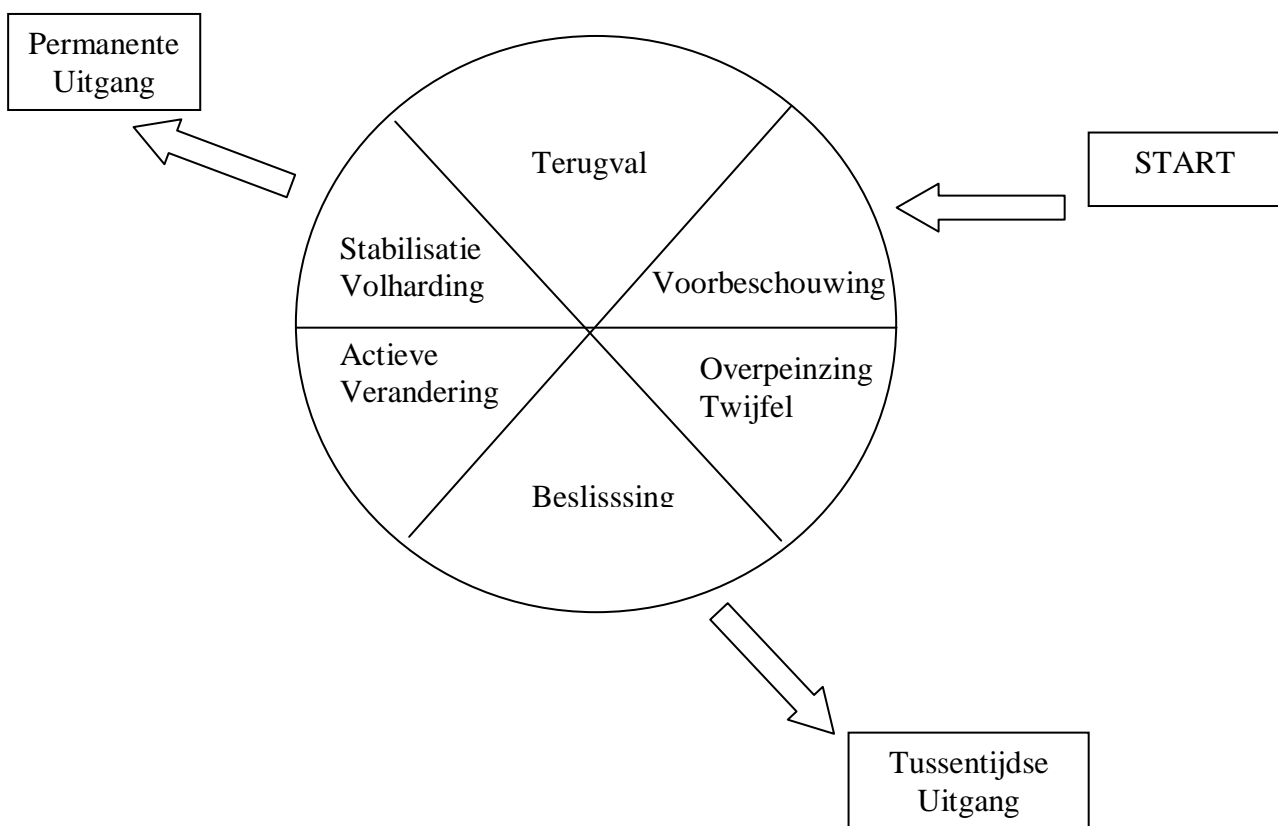 Permanente
Uitgang
START
Terugval
Stabilisatie
Volharding
Voorbeschouwing
Actieve
Verandering
Overpeinzing
Twijfel
Beslisssing
Tussentijdse
Uitgang